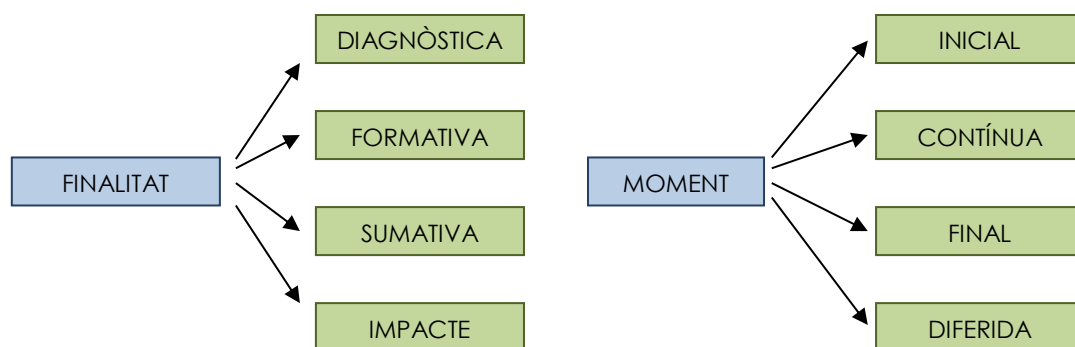 FINALITAT
DIAGNÒSTICA
FORMATIVA
SUMATIVA
IMPACTE
MOMENT
INICIAL
CONTÍNUA
FINAL
DIFERIDA